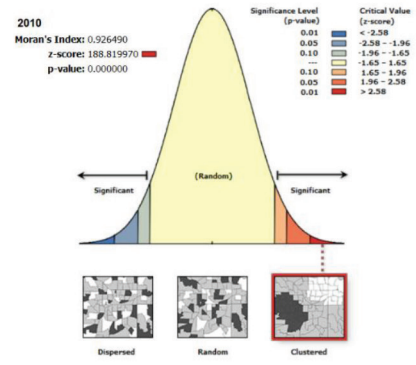 2010
Moran's Index: 0.926490
z-score: 188.819970
p-value: 0.000000
Significance Level
(p-value)
Critical Value
(z-score)
0.01 < -2.58
0.05 -2.58 – -1.96
0.10 -1.96 – -1.65
--- -1.65 – 1.65
0.10 1.65 – 1.96
0.05 1.96 – 2.58
0.01 > 2.58
Significant
(Random)
Significant
Dispersed
Random
Clustered